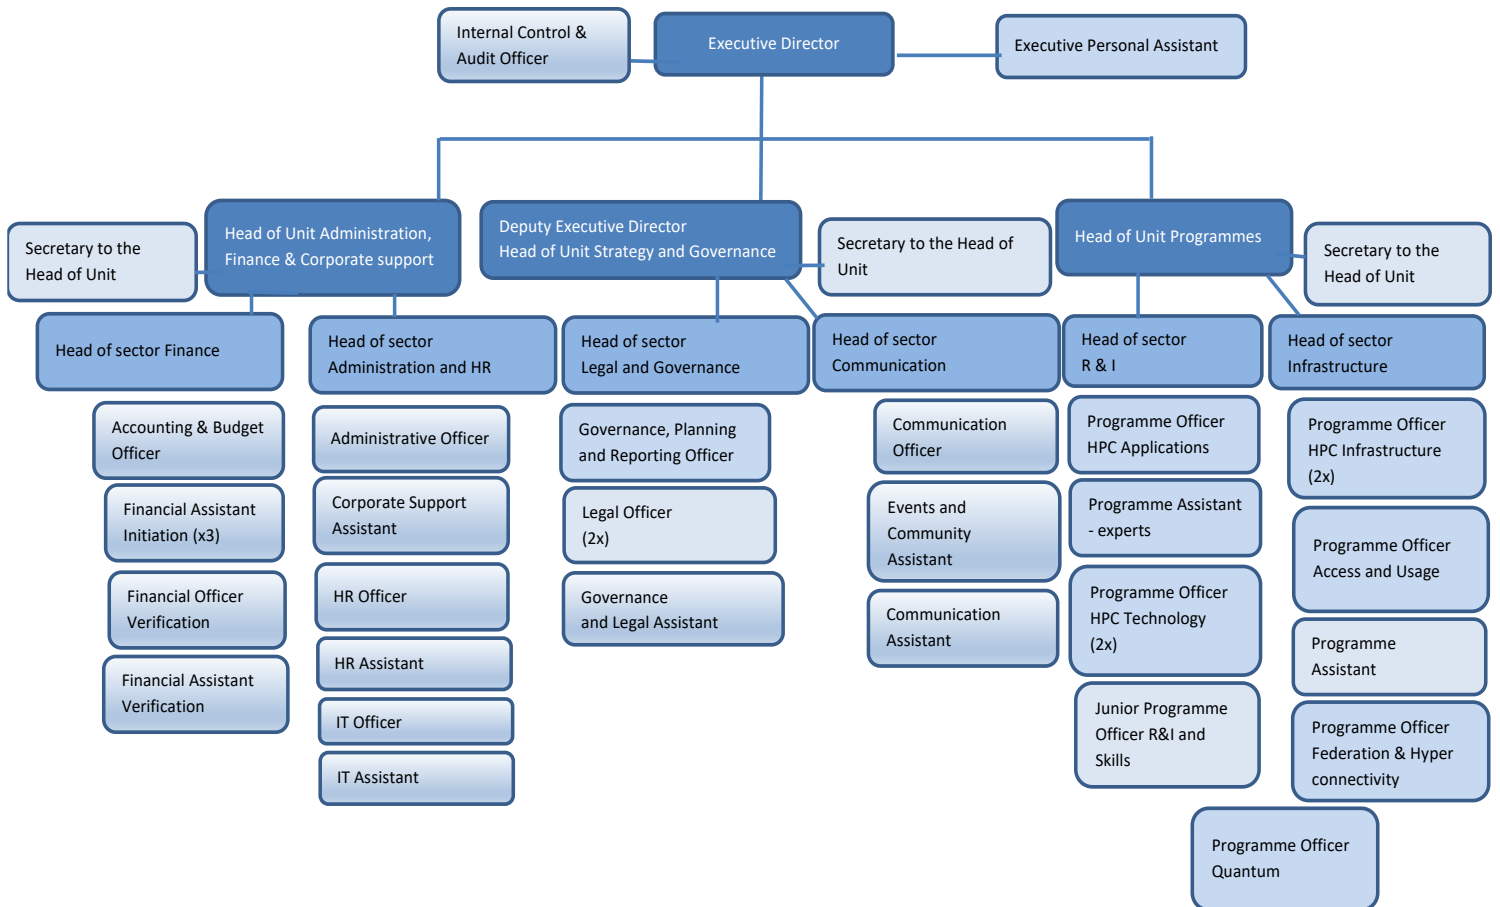 Internal Control &
Audit Officer
Executive Director
Executive Personal Assistant
Secretary to the
Head of Unit
Head of Unit Administration,
Finance & Corporate support
Deputy Executive Director
Head of Unit Strategy and Governance
Secretary to the Head of
Unit
Head of Unit Programmes
Secretary to the
Head of Unit
Head of sector Finance
Accounting & Budget
Officer
Financial Assistant
Initiation (x3)
Financial Officer
Verification
Financial Assistant
Verification
Head of sector
Administration and HR
Administrative Officer
Corporate Support
Assistant
HR Officer
HR Assistant
IT Officer
IT Assistant
Head of sector
Legal and Governance
Governance, Planning
and Reporting Officer
Legal Officer
(2x)
Governance
and Legal Assistant
Head of sector
Communication
Communication
Officer
Events and
Community
Assistant
Communication
Assistant
Head of sector
R & I
Programme Officer
HPC Applications
Programme Assistant
- experts
Programme Officer
HPC Technology
(2x)
Junior Programme
Officer R&I and
Skills
Head of sector
Infrastructure
Programme Officer
HPC Infrastructure
(2x)
Programme Officer
Access and Usage
Programme
Assistant
Programme Officer
Federation & Hyper
connectivity
Programme Officer
Quantum